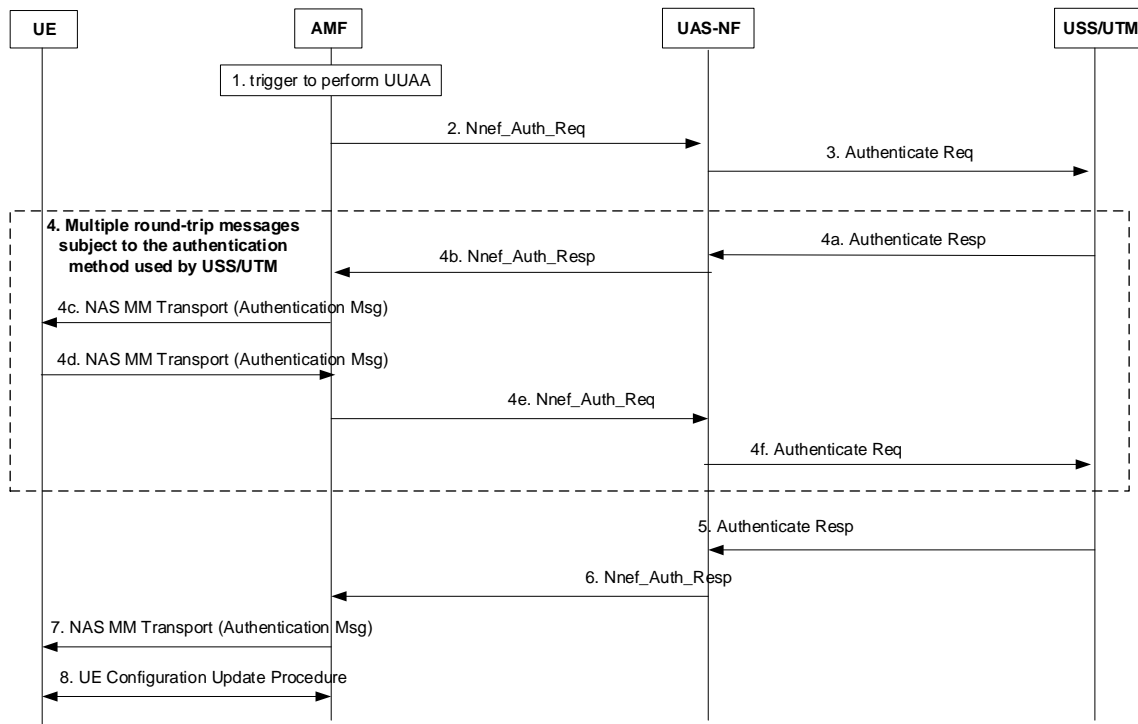 UE
AMF
UAS-NF
USS/UTM
1. trigger to perform UUAA
2. Nnef_Auth_Req
3. Authenticate Req
4. Multiple round-trip messages
subject to the authentication
method used by USS/UTM
4a. Authenticate Resp
4b. Nnef_Auth_Resp
4c. NAS MM Transport (Authentication Msg)
4d. NAS MM Transport (Authentication Msg)
4e. Nnef_Auth_Req
4f. Authenticate Req
5. Authenticate Resp
6. Nnef_Auth_Resp
7. NAS MM Transport (Authentication Msg)
8. UE Configuration Update Procedure